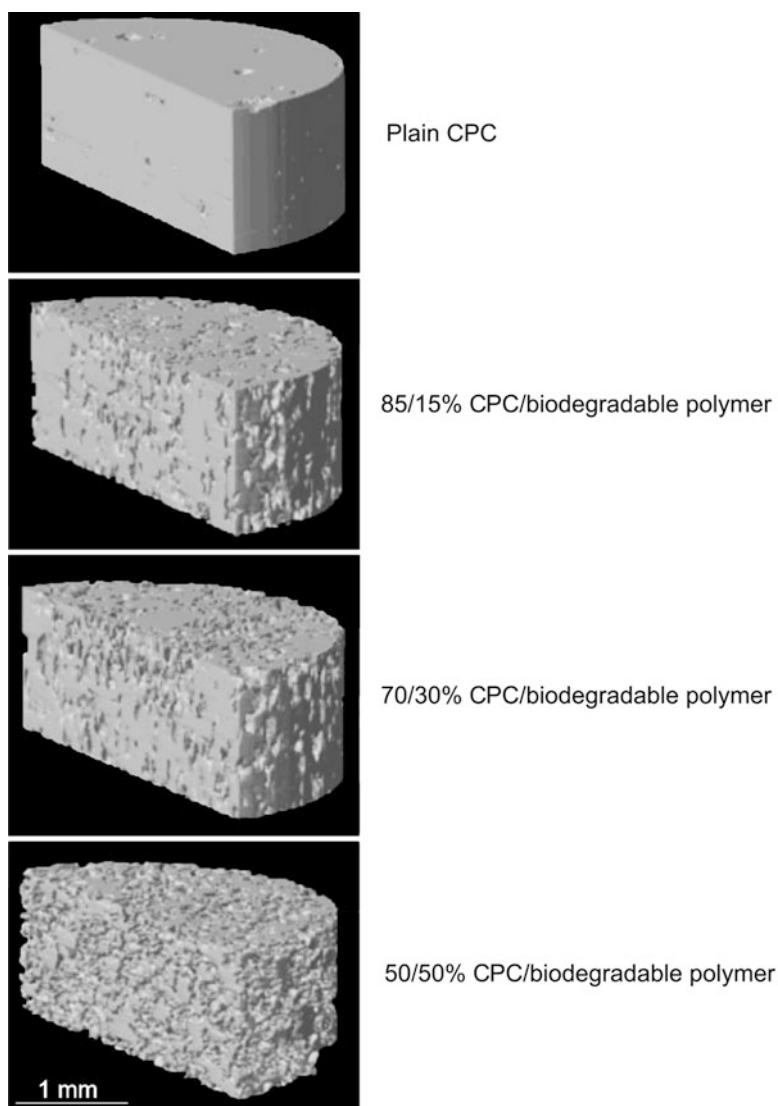 Plain CPC
85/15% CPC/biodegradable polymer
70/30% CPC/biodegradable polymer
50/50% CPC/biodegradable polymer
1 mm